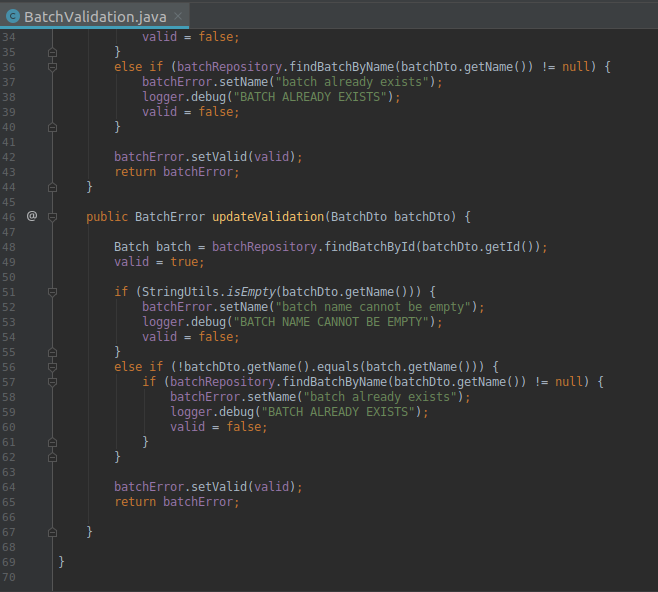 BatchValidation.java
34 valid = false;
35 }
36 else if (batchRepository.findBatchByName(batchDto.getName()) != null) {
37 batchError.setName("batch already exists");
38 logger.debug("BATCH ALREADY EXISTS");
39 valid = false;
40 }
41
42 batchError.setValid(valid);
43 return batchError;
44 }
45
46 @ public BatchError updateValidation(BatchDto batchDto) {
47
48 Batch batch = batchRepository.findBatchById(batchDto.getId());
49 valid = true;
50
51 if (StringUtils.isEmpty(batchDto.getName())) {
52 batchError.setName("batch name cannot be empty");
53 logger.debug("BATCH NAME CANNOT BE EMPTY");
54 valid = false;
55 }
56 else if (!batchDto.getName().equals(batch.getName())) {
57 if (batchRepository.findBatchByName(batchDto.getName()) != null) {
58 batchError.setName("batch already exists");
59 logger.debug("BATCH ALREADY EXISTS");
60 valid = false;
61 }
62 }
63
64 batchError.setValid(valid);
65 return batchError;
66
67 }
68
69 }
70